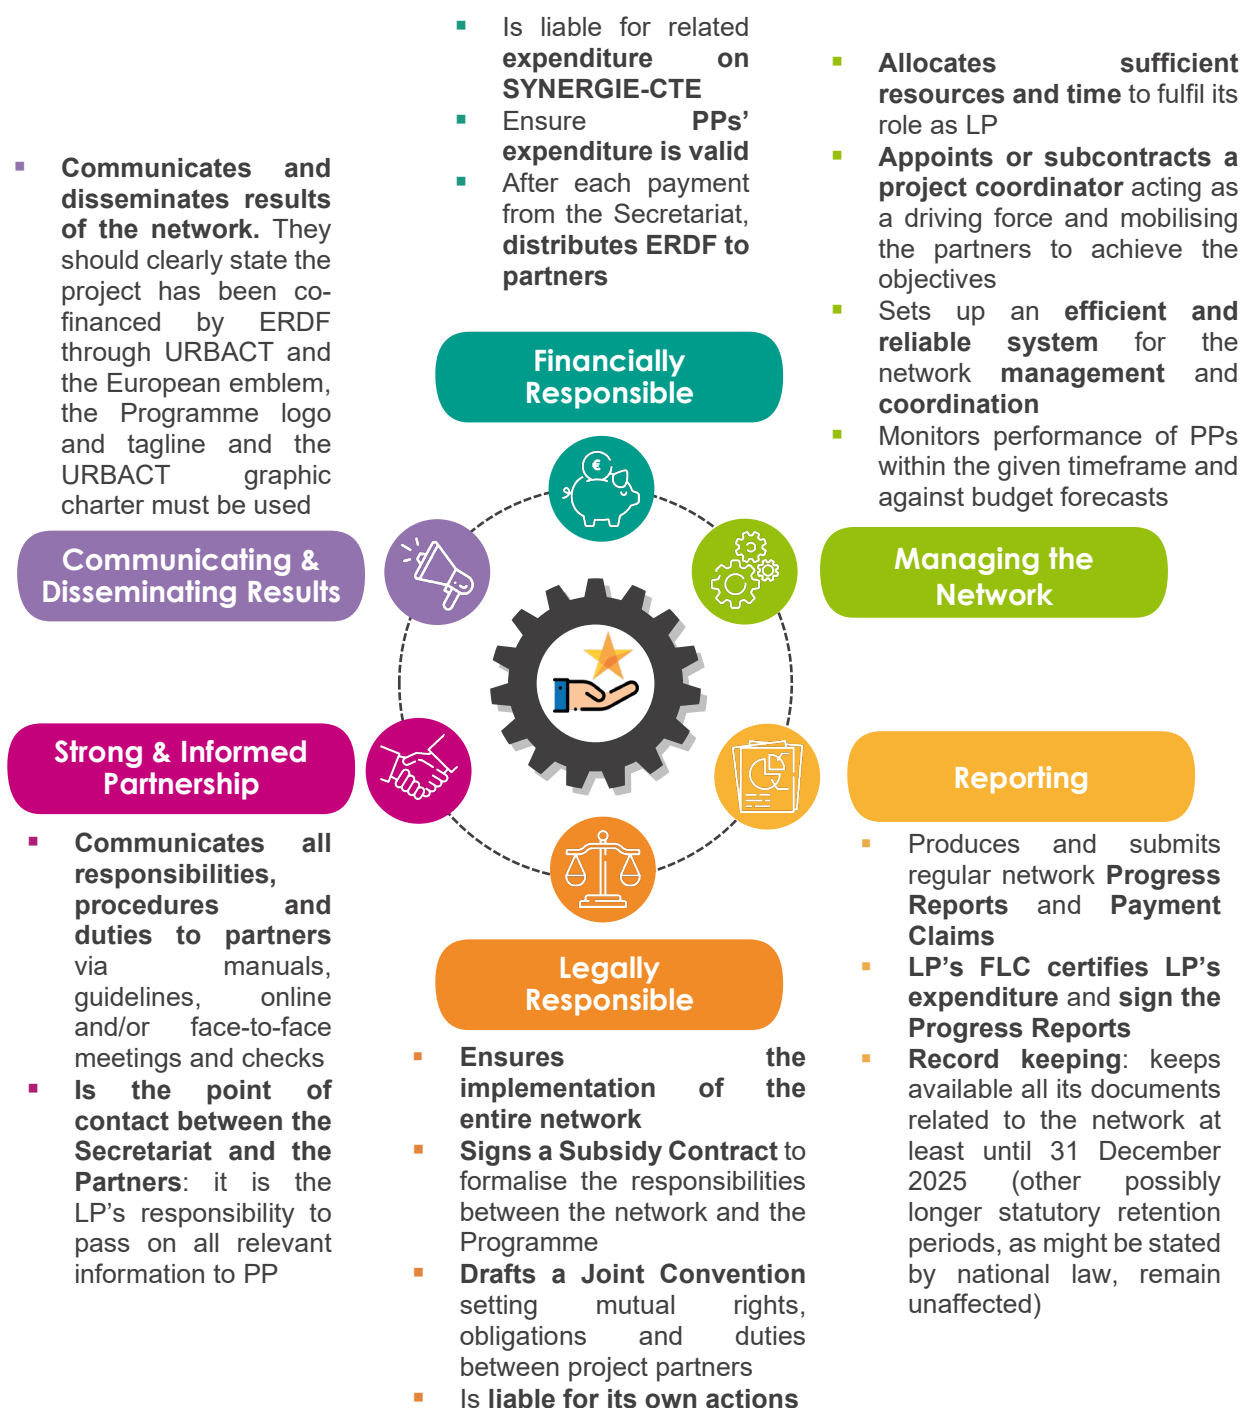 ▪ Is liable for related
expenditure on
SYNERGIE-CTE
▪ Ensure PPs’
expenditure is valid
▪ After each payment
from the Secretariat,
distributes ERDF to
partners
Financially
Responsible
▪ Allocates sufficient
resources and time to fulfil its
role as LP
▪ Appoints or subcontracts a
project coordinator acting as
a driving force and mobilising
the partners to achieve the
objectives
▪ Sets up an efficient and
reliable system for the
network management and
coordination
▪ Monitors performance of PPs
within the given timeframe and
against budget forecasts
Managing the
Network
▪ Communicates and
disseminates results
of the network. They
should clearly state the
project has been co-
financed by ERDF
through URBACT and
the European emblem,
the Programme logo
and tagline and the
URBACT graphic
charter must be used
Communicating &
Disseminating Results
€
Strong & Informed
Partnership
▪ Communicates all
responsibilities,
procedures and
duties to partners
via manuals,
guidelines, online
and/or face-to-face
meetings and checks
▪ Is the point of
contact between the
Secretariat and the
Partners: it is the
LP’s responsibility to
pass on all relevant
information to PP
Legally
Responsible
▪ Ensures the
implementation of the
entire network
▪ Signs a Subsidy Contract to
formalise the responsibilities
between the network and the
Programme
▪ Drafts a Joint Convention
setting mutual rights,
obligations and duties
between project partners
▪ Is liable for its own actions
Reporting
▪ Produces and submits
regular network Progress
Reports and Payment
Claims
▪ LP’s FLC certifies LP’s
expenditure and sign the
Progress Reports
▪ Record keeping: keeps
available all its documents
related to the network at
least until 31 December
2025 (other possibly
longer statutory retention
periods, as might be stated
by national law, remain
unaffected)